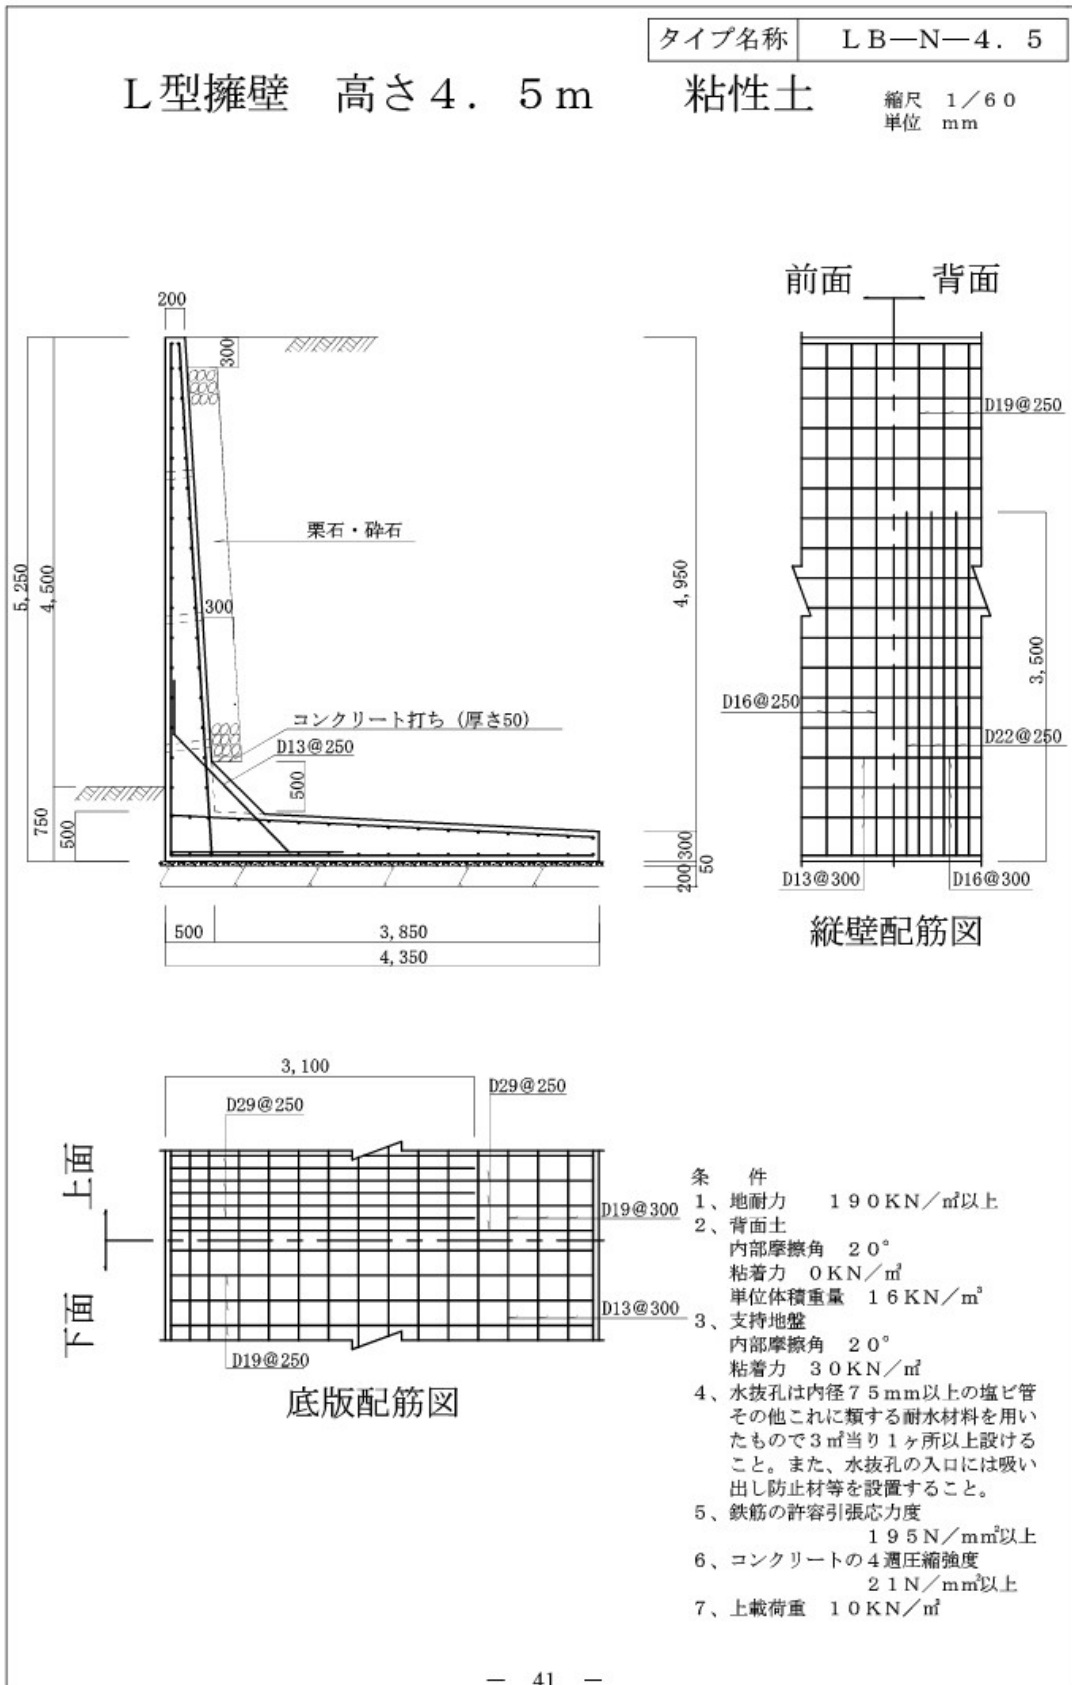 タイプ名称 ＬＢ―Ｎ―４．５
Ｌ型擁壁 高さ４．５ｍ 粘性土
縮尺 １／６０
単位 ｍｍ
前面 背面
200
300
D19@250
栗石・砕石
5,250
4,500
4,950
300
3,500
D16@250
コンクリート打ち（厚さ50）
D13@250
D22@250
500
750
500
300
200
50
D13@300
D16@300
縦壁配筋図
500
3,850
4,350
3,100
D29@250
D29@250
上面
下面
D19@300
D13@300
D19@250
底版配筋図
条 件
１、地耐力 １９０ＫＮ／㎡以上
２、背面土
内部摩擦角 ２０°
粘着力 ０ＫＮ／㎡
単位体積重量 １６ＫＮ／ｍ³
３、支持地盤
内部摩擦角 ２０°
粘着力 ３０ＫＮ／㎡
４、水抜孔は内径７５mm以上の塩ビ管
その他これに類する耐水材料を用い
たもので３㎡当り１ヶ所以上設ける
こと。また、水抜孔の入口には吸い
出し防止材等を設置すること。
５、鉄筋の許容引張応力度
１９５Ｎ／mm²以上
６、コンクリートの４週圧縮強度
２１Ｎ／mm²以上
７、上載荷重 １０ＫＮ／㎡
― 41 ―